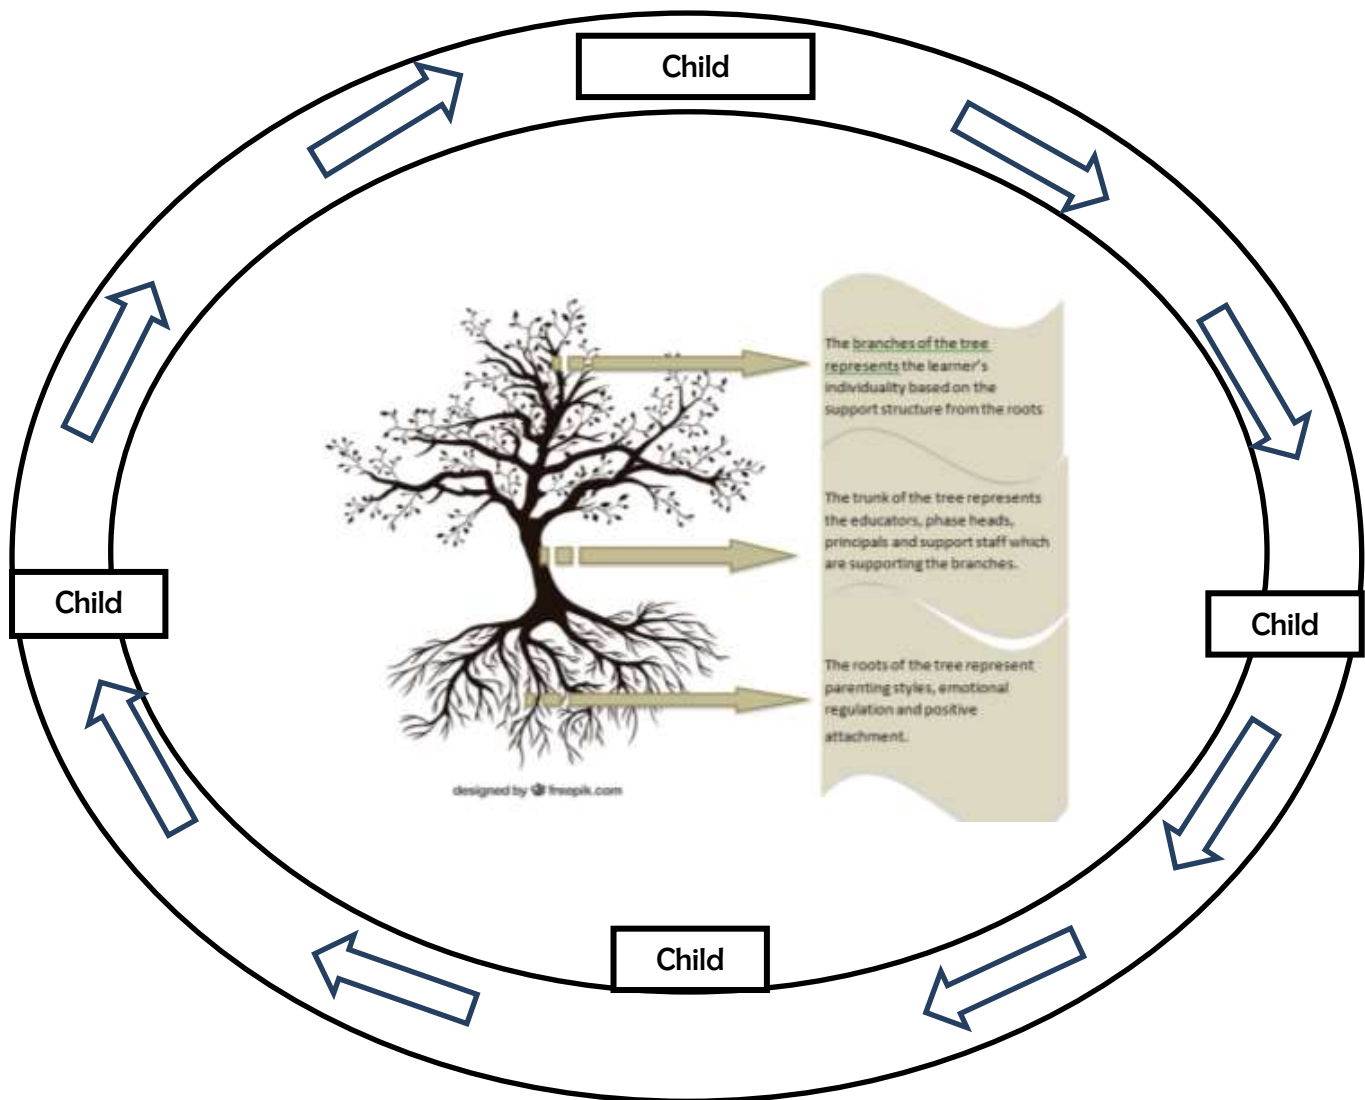 Child
The branches of the tree
represents the learner's
individuality based on the
support structure from the roots
The trunk of the tree represents
the educators, phase heads,
principals and support staff which
are supporting the branches.
Child
Child
The roots of the tree represent
parenting styles, emotional
regulation and positive
attachment.
designed by freepik.com
Child